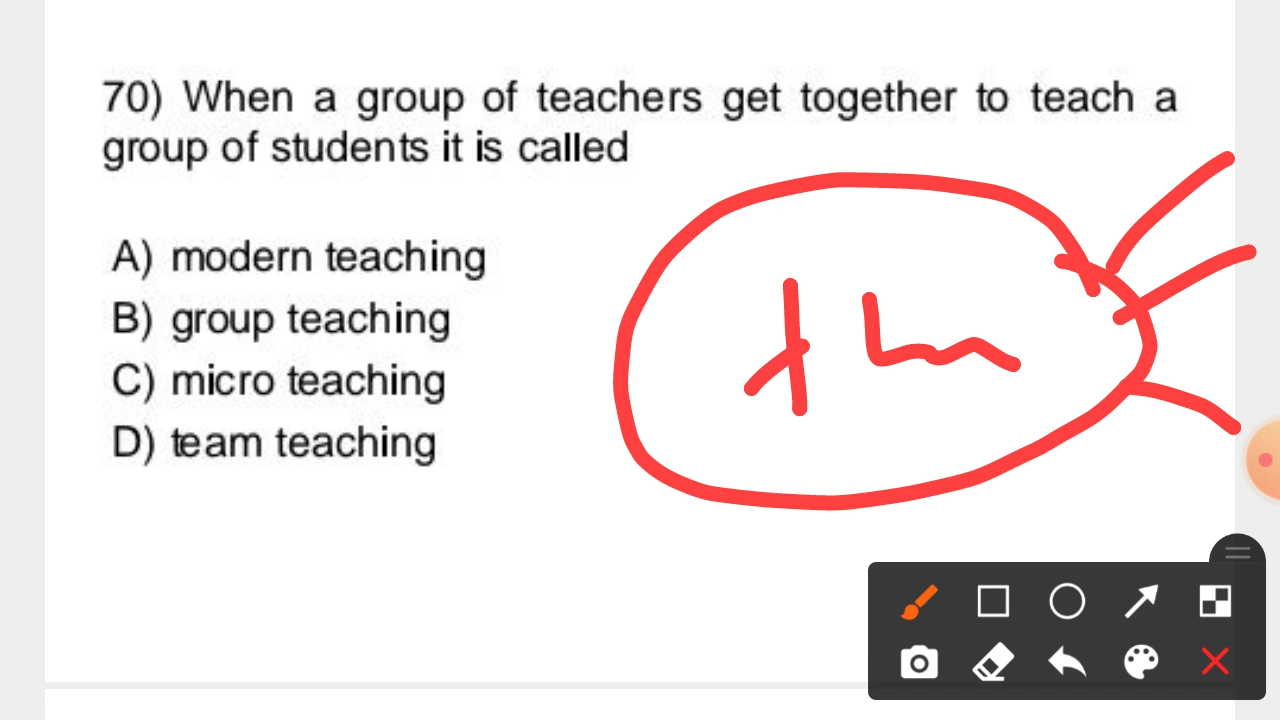 70) When a group of teachers get together to teach a
group of students it is called
A) modern teaching
B) group teaching
C) micro teaching
D) team teaching